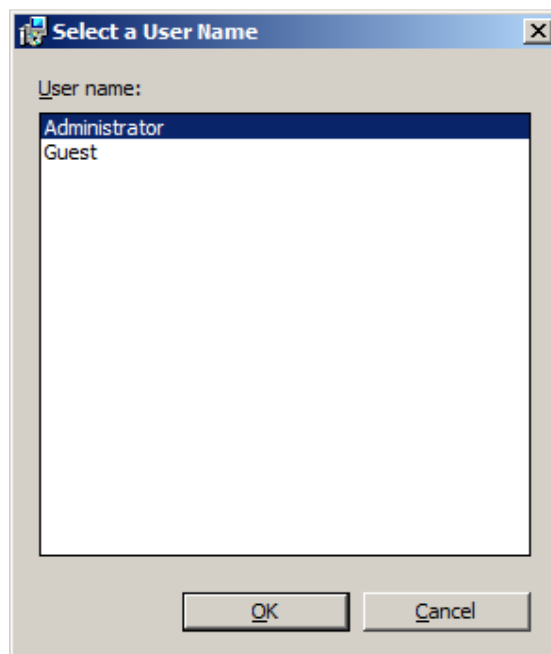 Select a User Name
User name:
Administrator
Guest
OK
Cancel